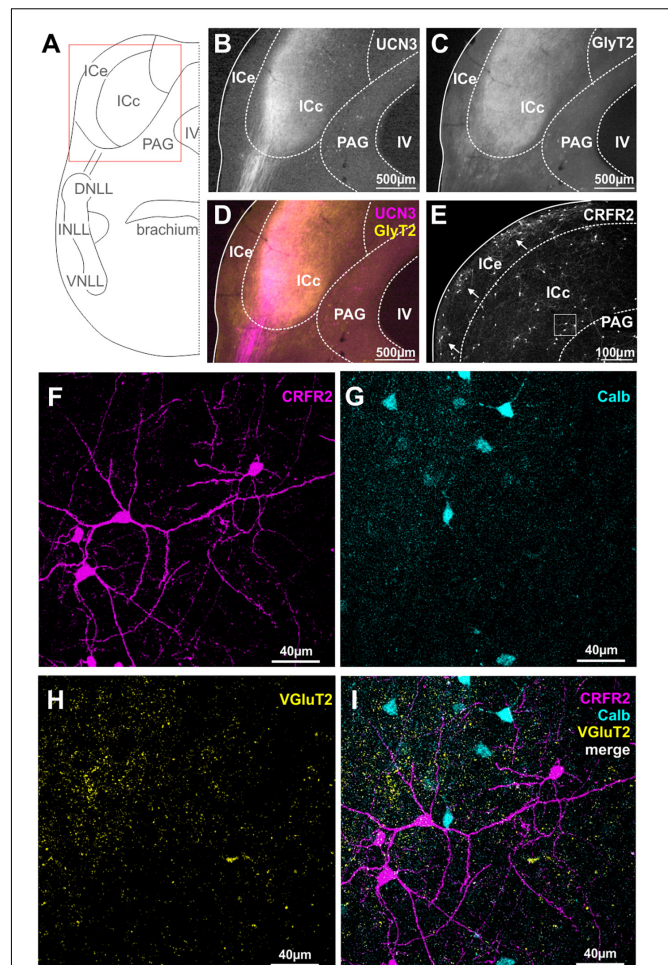 A
ICe
ICc
PAG
IV
DNLL
INLL
VNLL
brachium
B
UCN3
ICe
ICc
PAG
IV
500µm
C
GlyT2
ICe
ICc
PAG
IV
500µm
D
UCN3
GlyT2
ICe
ICc
PAG
IV
500µm
E
CRFR2
ICe
ICc
PAG
100µm
F
CRFR2
40µm
G
Calb
40µm
H
VGluT2
40µm
I
CRFR2
Calb
VGluT2
merge
40µm